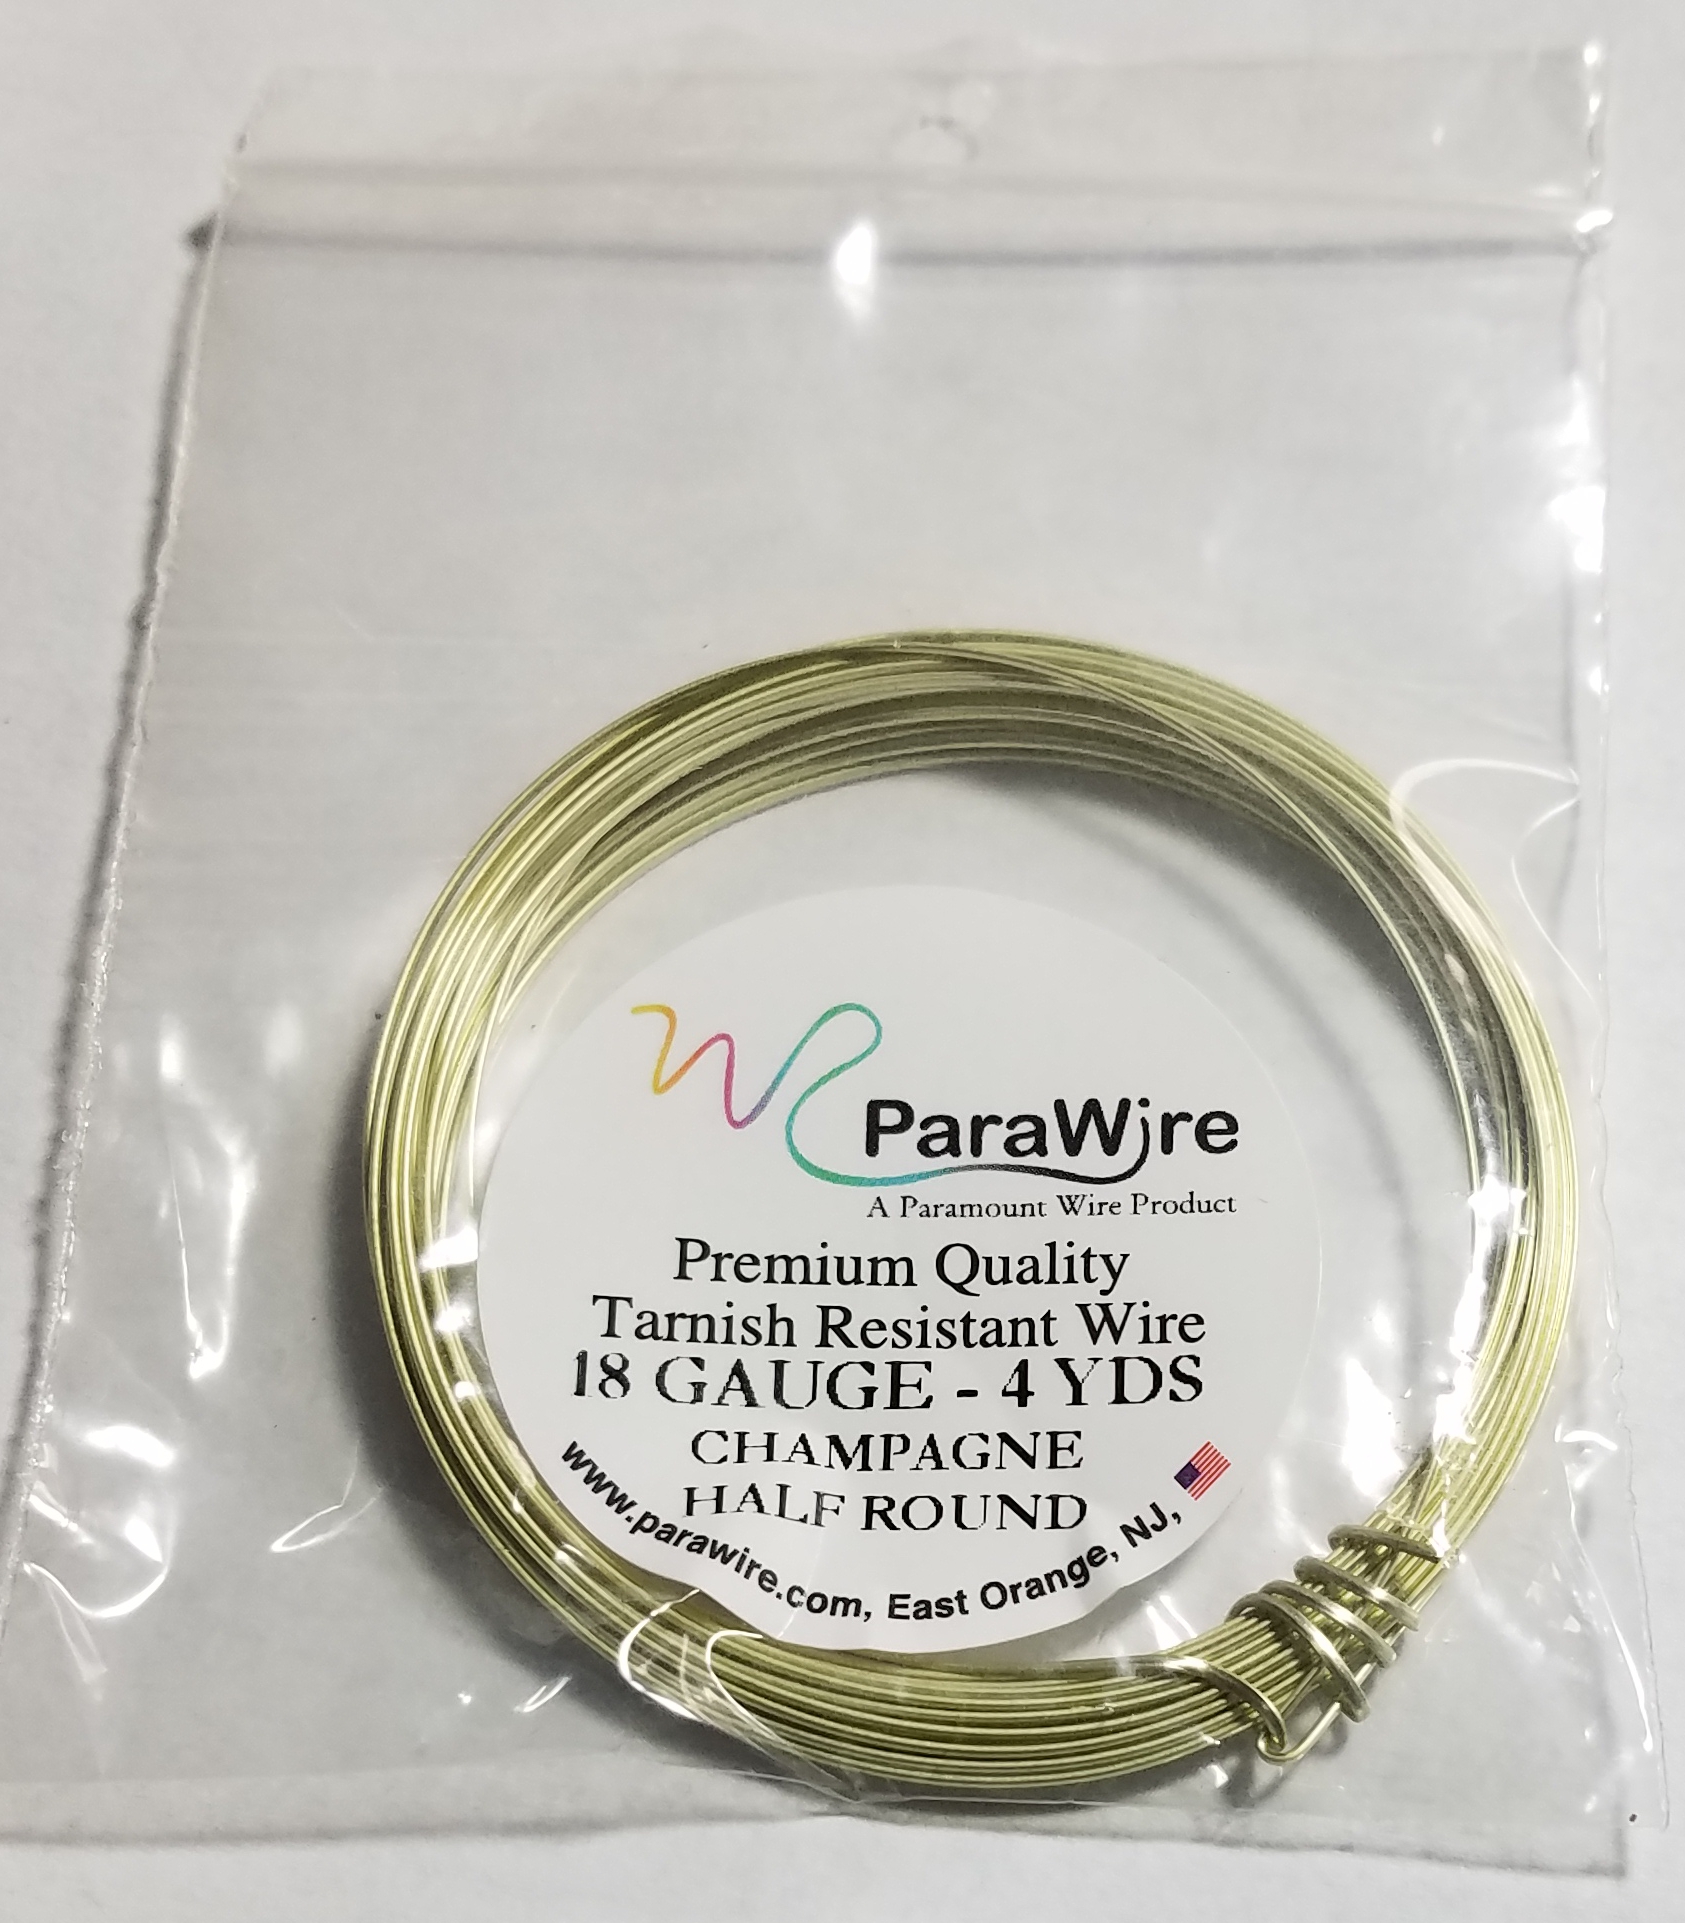 ParaWire
A Paramount Wire Product
Premium Quality
Tarnish Resistant Wire
18 GAUGE - 4 YDS
CHAMPAGNE
HALF ROUND
www.parawire.com, East Orange, NJ,